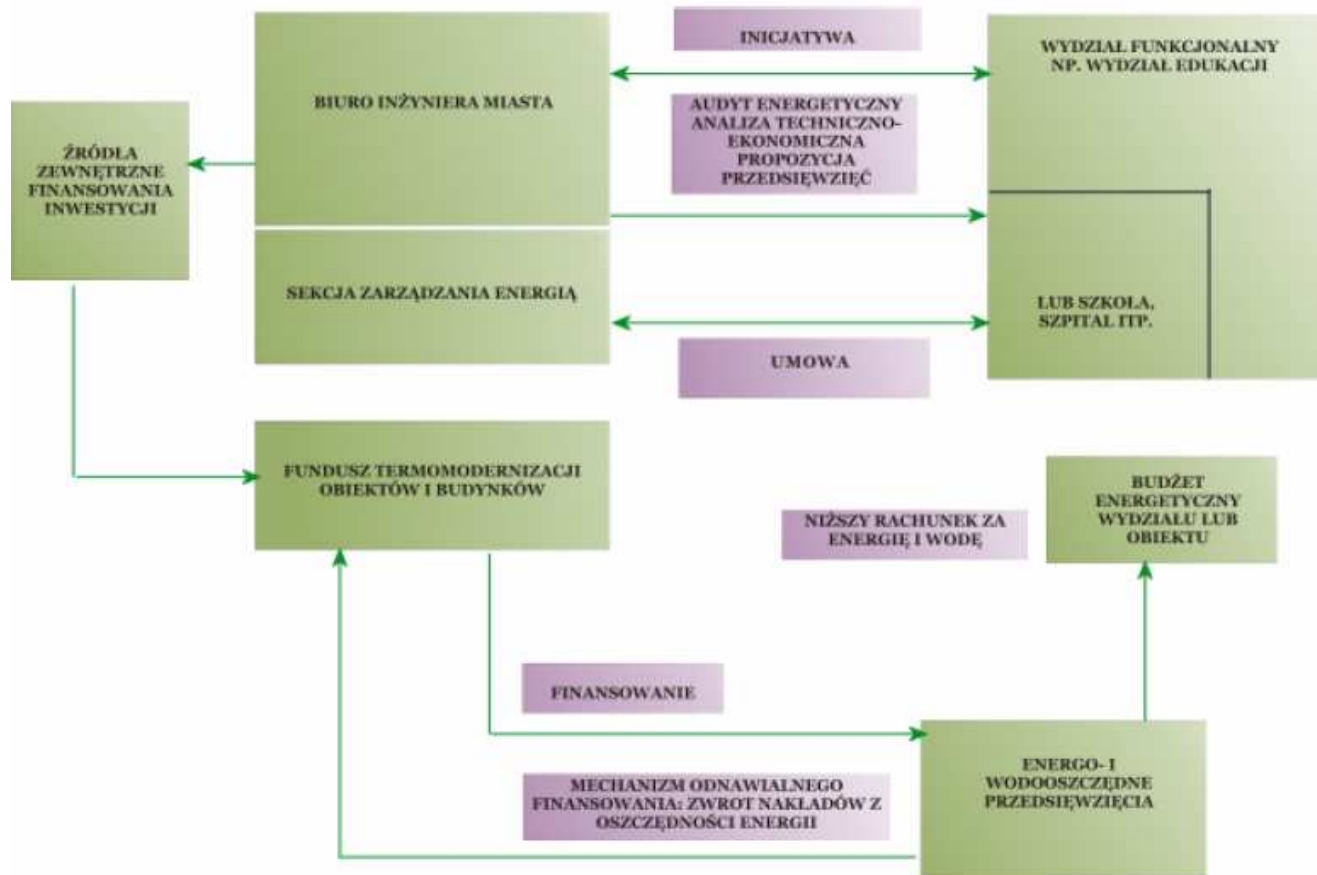 INICJATYWA
WYDZIAŁ FUNKCJONALNY
NP. WYDZIAŁ EDUKACJI
BIURO INŻYNIERA MIASTA
AUDYT ENERGETYCZNY
ANALIZA TECHNICZNO-
EKONOMICZNA
PROPOZYCJA
PRZEDSIĘWZIĘĆ
ŹRÓDŁA
ZEWNĘTRZNE
FINANSOWANIA
INWESTYCJI
SEKCJA ZARZĄDZANIA ENERGIĄ
LUB SZKOŁA,
SZPITAL ITP.
UMOWA
FUNDUSZ TERMOMODERNIZACJI
OBIEKTÓW I BUDYNKÓW
BUDŻET
ENERGETYCZNY
WYDZIAŁU LUB
OBIEKTU
NIŻSZY RACHUNEK ZA
ENERGIĘ I WODĘ
FINANSOWANIE
ENERGO- I
WODOOSZCZĘDNE
PRZEDSIĘWZIĘCIA
MECHANIZM ODNAWIALNEGO
FINANSOWANIA: ZWROT NAKŁADÓW Z
OSZCZĘDNOŚCI ENERGII